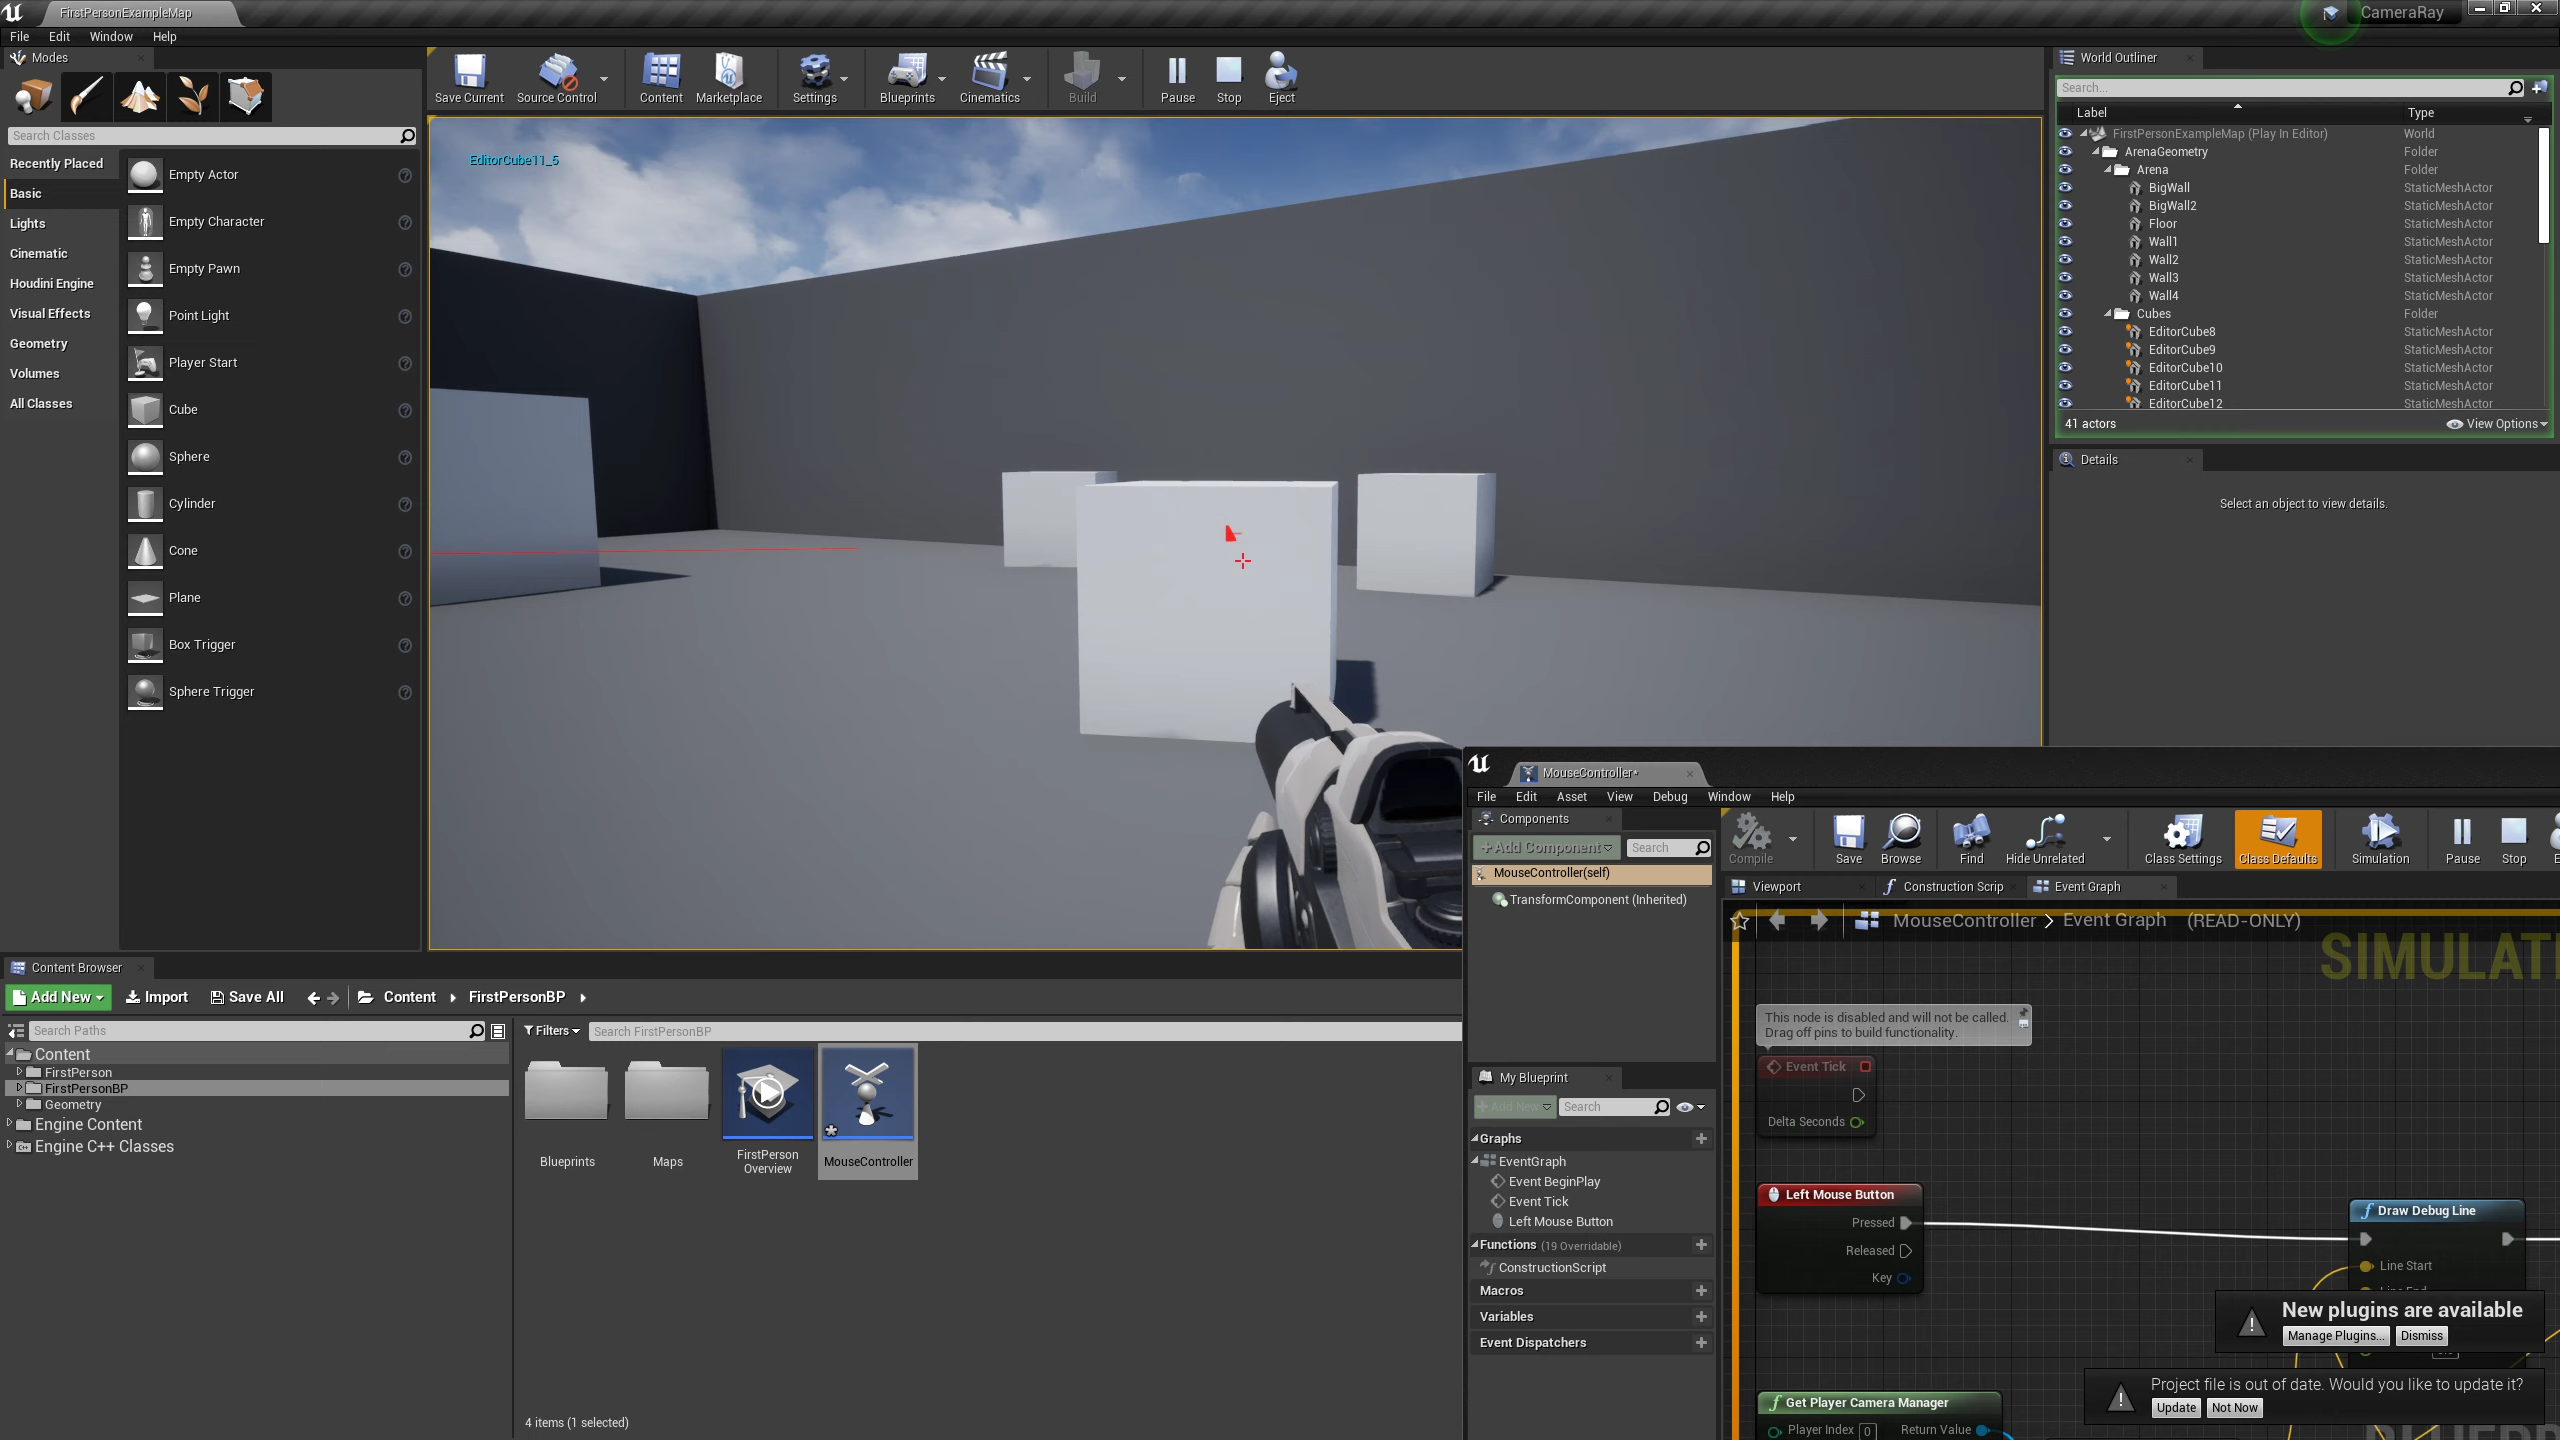 FirstPersonExampleMap
CameraRay
File Edit Window Help
Modes
Search Classes
Recently Placed
Basic
Lights
Cinematic
Houdini Engine
Visual Effects
Geometry
Volumes
All Classes
Empty Actor
Empty Character
Empty Pawn
Point Light
Player Start
Cube
Sphere
Cylinder
Cone
Plane
Box Trigger
Sphere Trigger
Save Current Source Control Content Marketplace Settings Blueprints Cinematics Build Pause Stop Eject
EditorCube11_5
World Outliner
Search...
Label Type
FirstPersonExampleMap (Play In Editor) World
ArenaGeometry Folder
Arena Folder
BigWall StaticMeshActor
BigWall2 StaticMeshActor
Floor StaticMeshActor
Wall1 StaticMeshActor
Wall2 StaticMeshActor
Wall3 StaticMeshActor
Wall4 StaticMeshActor
Cubes Folder
EditorCube8 StaticMeshActor
EditorCube9 StaticMeshActor
EditorCube10 StaticMeshActor
EditorCube11 StaticMeshActor
EditorCube12 StaticMeshActor
41 actors View Options
Details
Select an object to view details.
Content Browser
Add New Import Save All Content FirstPersonBP
Search Paths
Content
FirstPerson
FirstPersonBP
Geometry
Engine Content
Engine C++ Classes
Filters Search FirstPersonBP
Blueprints
Maps
FirstPerson
Overview
MouseController
4 items (1 selected)
MouseController*
File Edit Asset View Debug Window Help
Components
+Add Component Search
MouseController(self)
TransformComponent (Inherited)
Compile Save Browse Find Hide Unrelated Class Settings Class Defaults Simulation Pause Stop
Viewport Construction Scrip Event Graph
MouseController > Event Graph (READ-ONLY)
SIMULATI
My Blueprint
+Add New Search
Graphs
EventGraph
Event BeginPlay
Event Tick
Left Mouse Button
Functions (19 Overridable)
ConstructionScript
Macros
Variables
Event Dispatchers
This node is disabled and will not be called.
Drag off pins to build functionality.
Event Tick
Delta Seconds
Left Mouse Button
Pressed
Released
Key
Draw Debug Line
Line Start
New plugins are available
Manage Plugins... Dismiss
Project file is out of date. Would you like to update it?
Update Not Now
Get Player Camera Manager
Player Index 0 Return Value